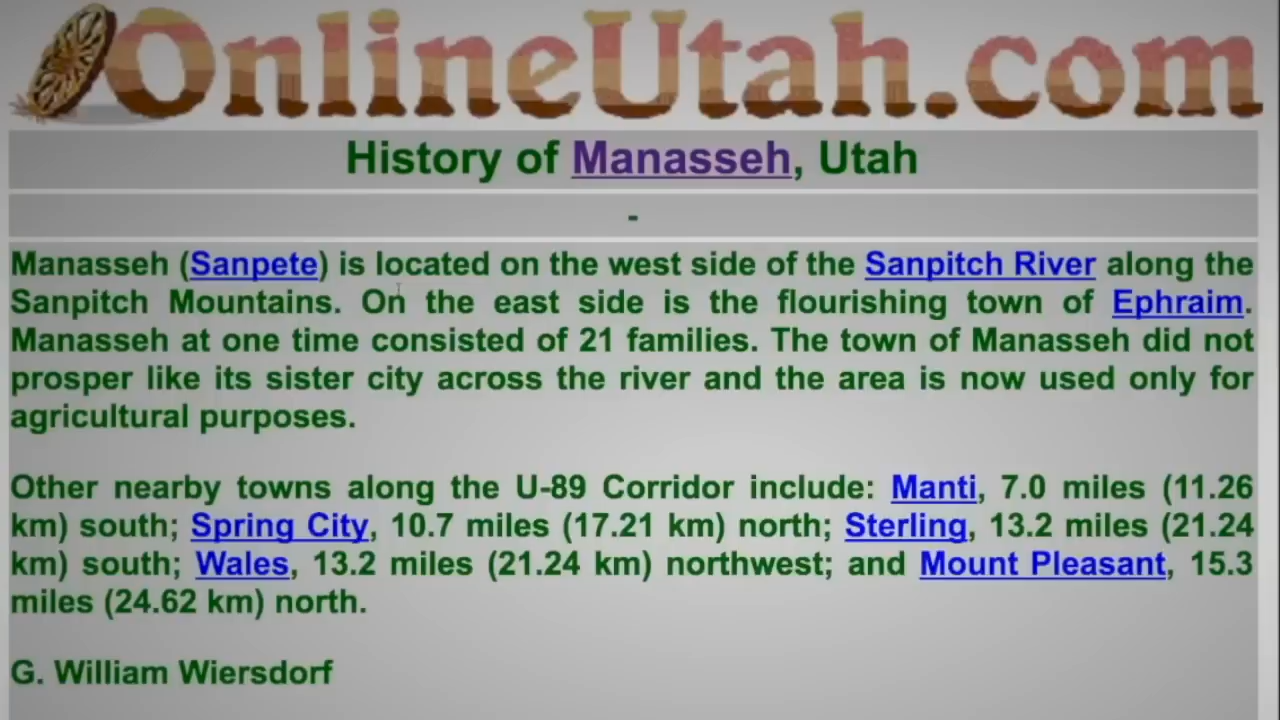 OnlineUtah.com
History of Manasseh, Utah
-
Manasseh (Sanpete) is located on the west side of the Sanpitch River along the
Sanpitch Mountains. On the east side is the flourishing town of Ephraim.
Manasseh at one time consisted of 21 families. The town of Manasseh did not
prosper like its sister city across the river and the area is now used only for
agricultural purposes.
Other nearby towns along the U-89 Corridor include: Manti, 7.0 miles (11.26
km) south; Spring City, 10.7 miles (17.21 km) north; Sterling, 13.2 miles (21.24
km) south; Wales, 13.2 miles (21.24 km) northwest; and Mount Pleasant, 15.3
miles (24.62 km) north.
G. William Wiersdorf